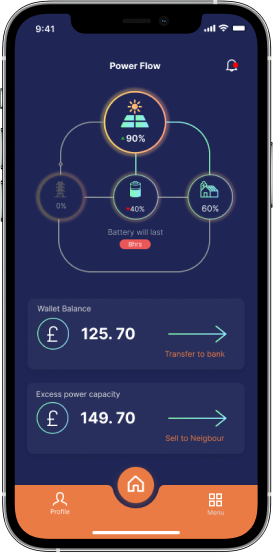 9:41
Power Flow
90%
0%
40%
60%
Battery will last
8hrs
Wallet Balance
£ 125.70
Transfer to bank
Excess power capacity
£ 149.70
Sell to Neigbour
Profile
Menu